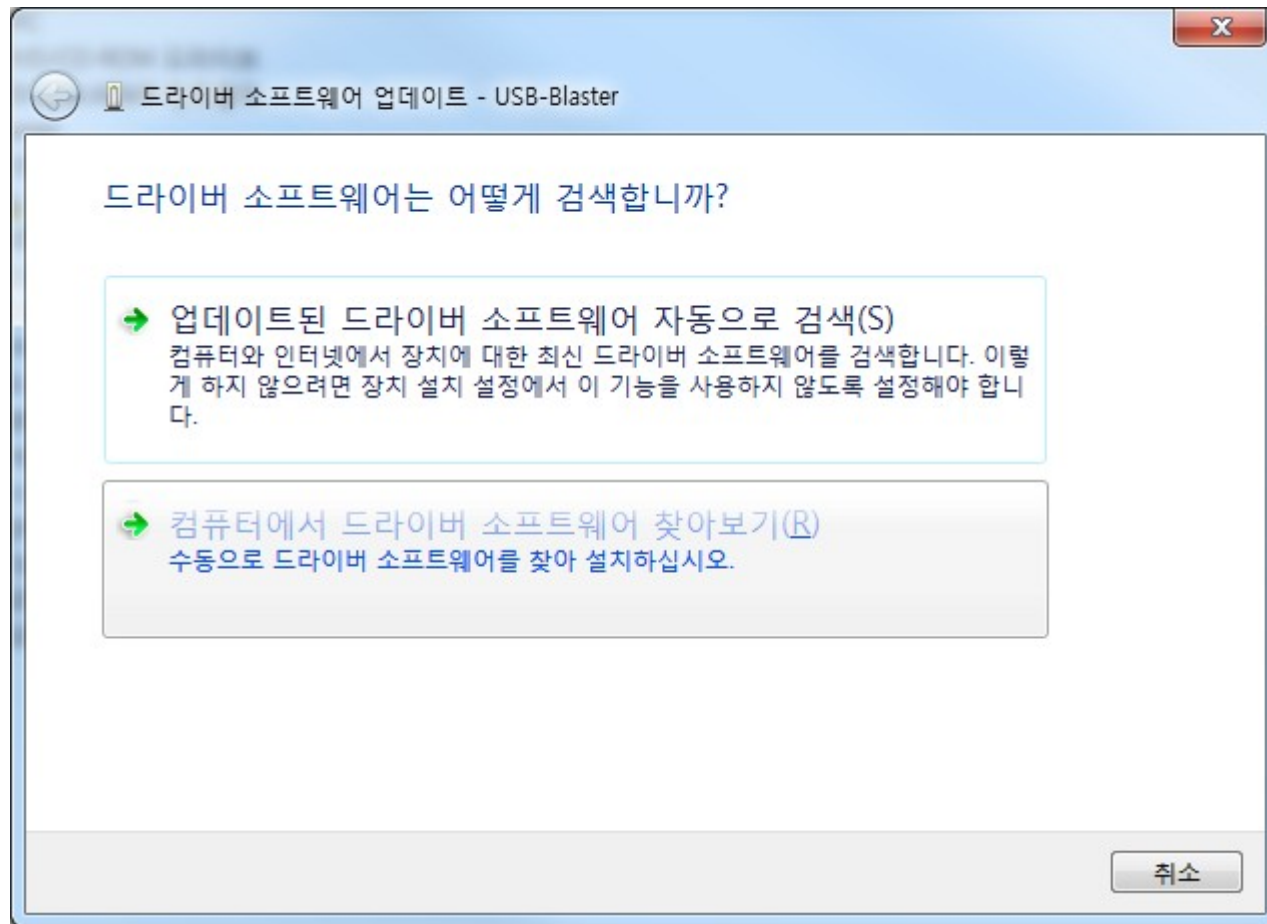 드라이버 소프트웨어 업데이트 - USB-Blaster
드라이버 소프트웨어는 어떻게 검색합니까?
업데이트된 드라이버 소프트웨어 자동으로 검색(S)
컴퓨터와 인터넷에서 장치에 대한 최신 드라이버 소프트웨어를 검색합니다. 이렇
게 하지 않으려면 장치 설치 설정에서 이 기능을 사용하지 않도록 설정해야 합니
다.
컴퓨터에서 드라이버 소프트웨어 찾아보기(R)
수동으로 드라이버 소프트웨어를 찾아 설치하십시오.
취소